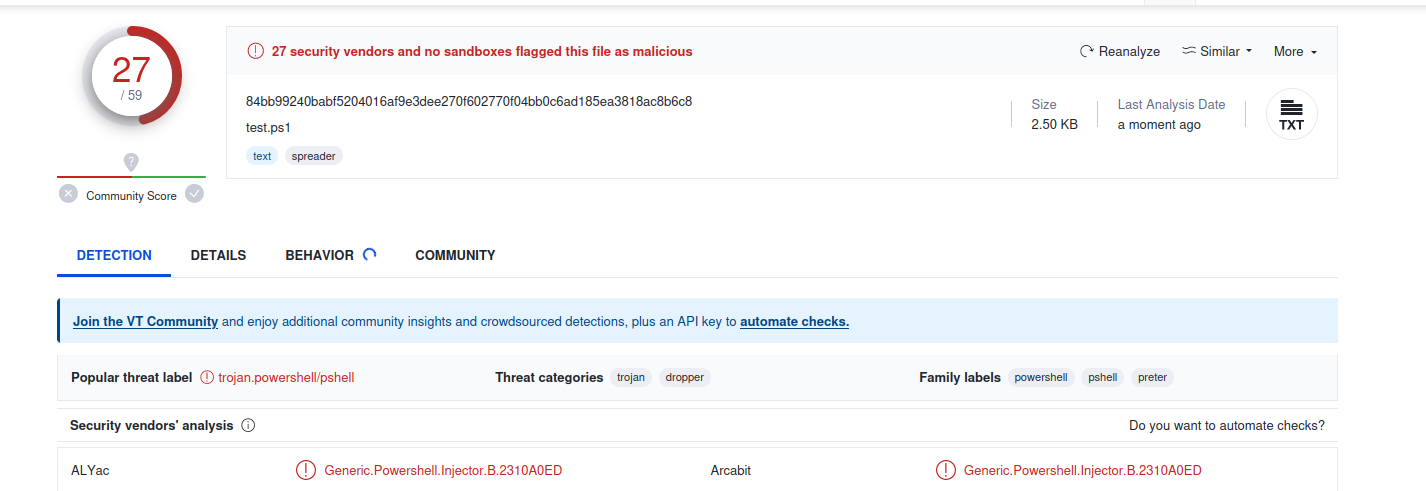 27
/ 59
Community Score
27 security vendors and no sandboxes flagged this file as malicious
Reanalyze
Similar
More
84bb99240babf5204016af9e3dee270f602770f04bb0c6ad185ea3818ac8b6c8
test.ps1
text
spreader
Size
2.50 KB
Last Analysis Date
a moment ago
TXT
DETECTION
DETAILS
BEHAVIOR
COMMUNITY
Join the VT Community and enjoy additional community insights and crowdsourced detections, plus an API key to automate checks.
Popular threat label trojan.powershell/pshell
Threat categories trojan dropper
Family labels powershell pshell preter
Security vendors' analysis
Do you want to automate checks?
ALYac
Generic.Powershell.Injector.B.2310A0ED
Arcabit
Generic.Powershell.Injector.B.2310A0ED